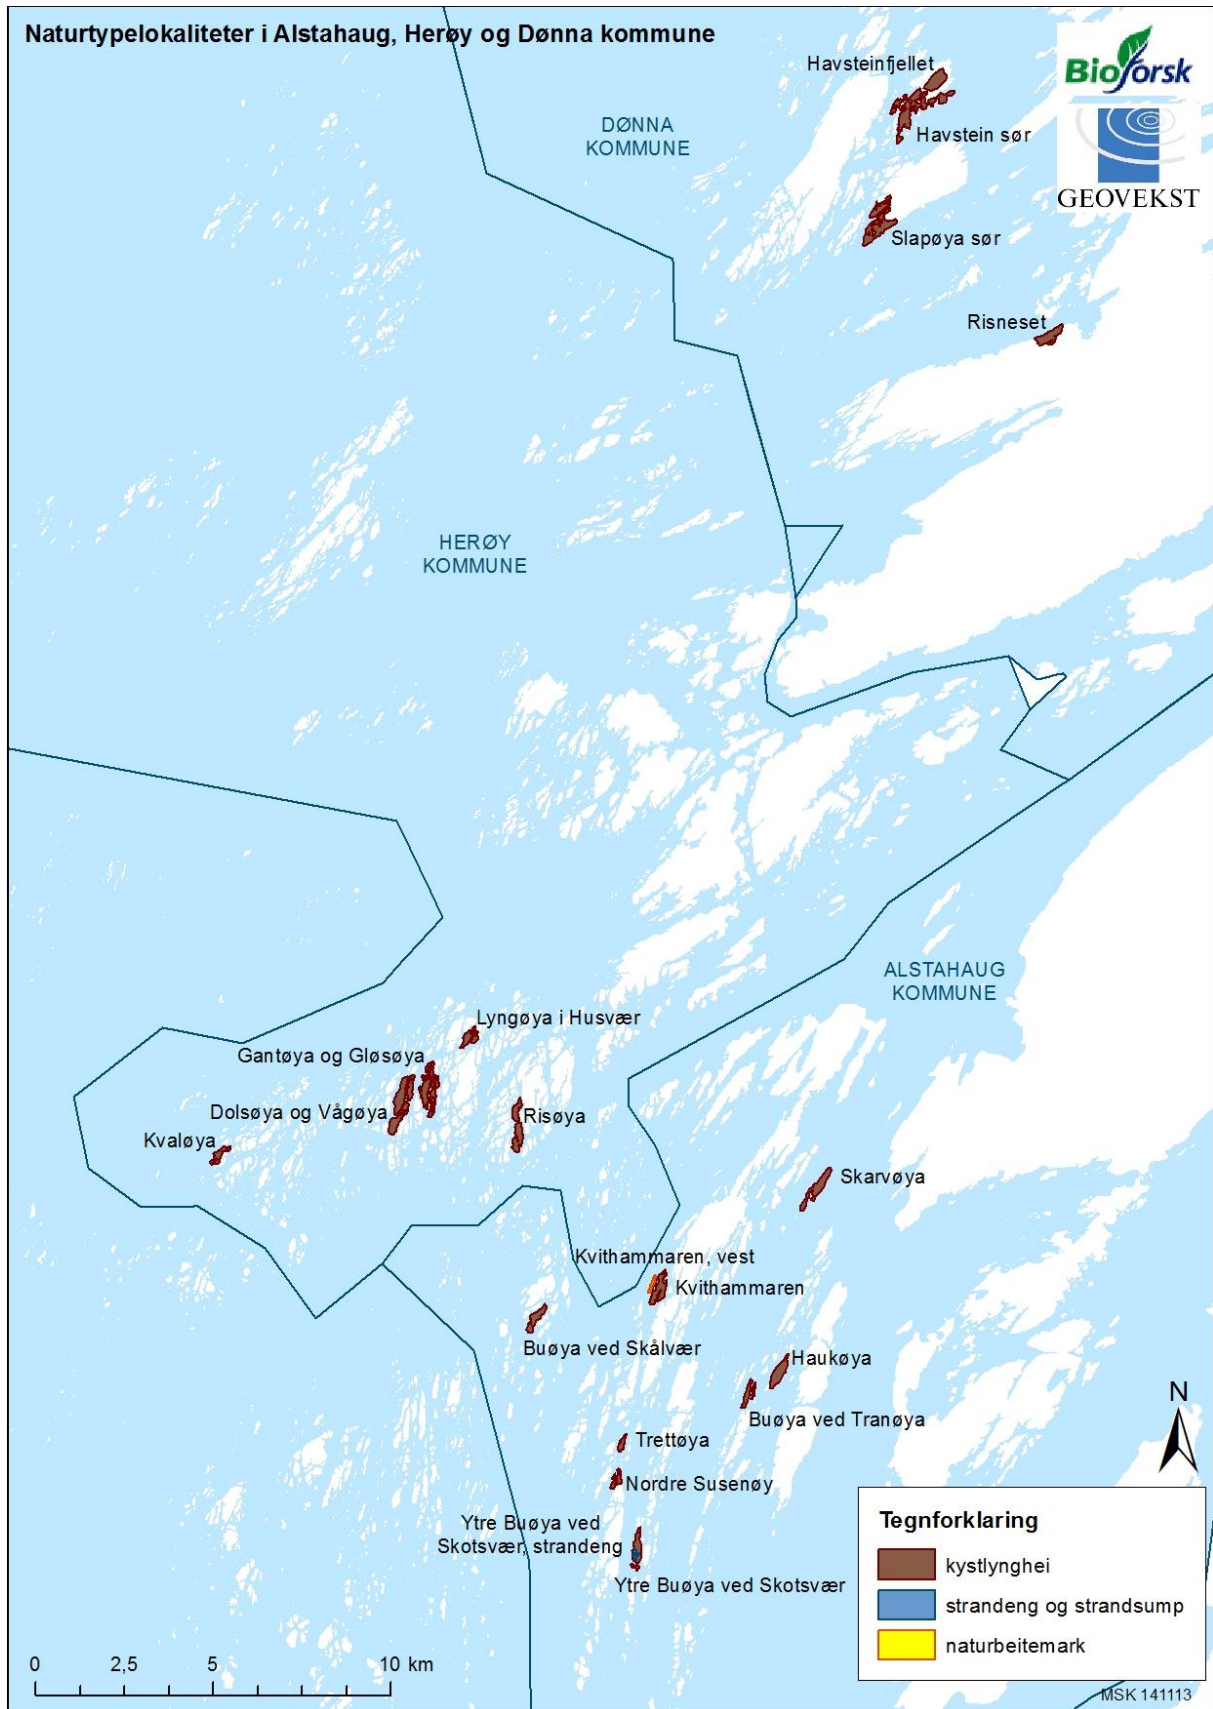 Naturtypelokaliteter i Alstahaug, Herøy og Dønna kommune
Bioforsk
GEOVEKST
Havsteinfjellet
DØNNA
KOMMUNE
Havstein sør
Slapøya sør
Risneset
HERØY
KOMMUNE
ALSTAHAUG
KOMMUNE
Lyngøya i Husvær
Gantøya og Gløsøya
Dolsøya og Vågøya
Risøya
Kvaløya
Skarvøya
Kvithammaren, vest
Kvithammaren
Buøya ved Skålvær
Haukøya
Buøya ved Tranøya
Trettøya
Nordre Susenøy
Ytre Buøya ved
Skotsvær, strandeng
Ytre Buøya ved Skotsvær
N
Tegnforklaring
kystlynghei
strandeng og strandsump
naturbeitemark
0 2,5 5 10 km
MSK 141113